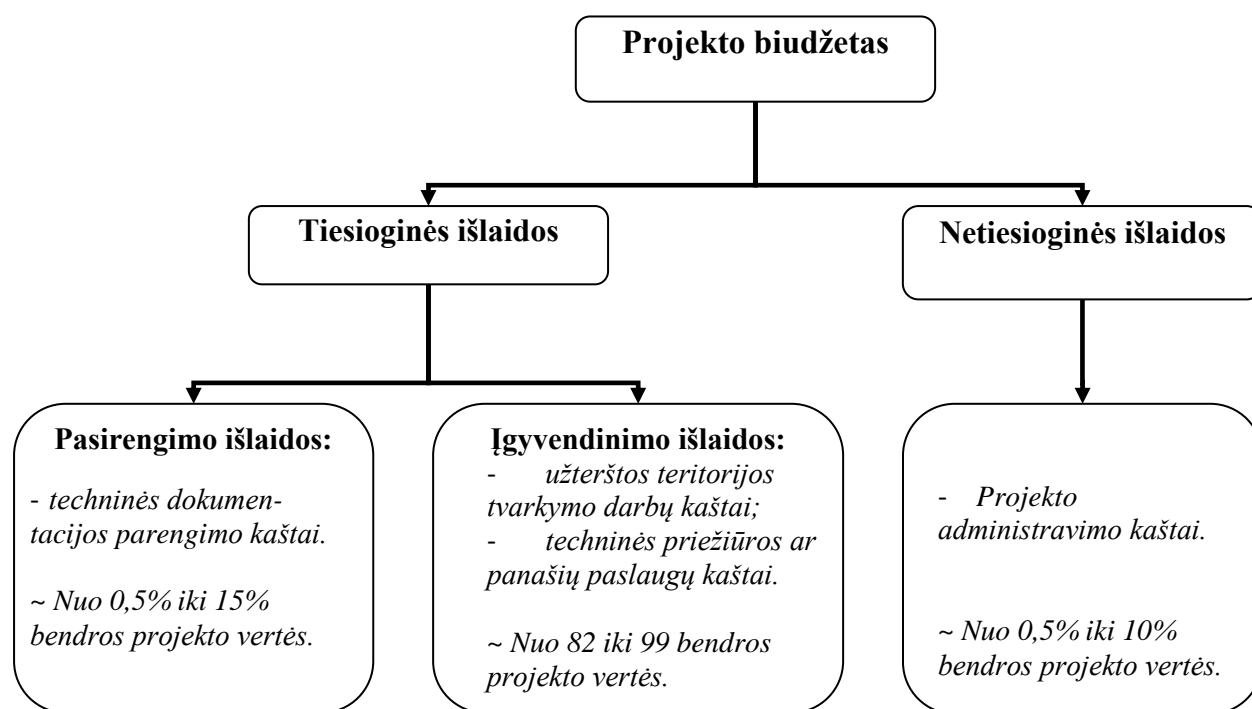 Projekto biudžetas
Tiesioginės išlaidos
Netiesioginės išlaidos
Pasirengimo išlaidos:
- techninės dokumen-
tacijos parengimo kaštai.
~ Nuo 0,5% iki 15%
bendros projekto vertės.
Įgyvendinimo išlaidos:
- užterštos teritorijos
tvarkymo darbų kaštai;
- techninės priežiūros ar
panašių paslaugų kaštai.
~ Nuo 82 iki 99 bendros
projekto vertės.
- Projekto
administravimo kaštai.
~ Nuo 0,5% iki 10%
bendros projekto vertės.